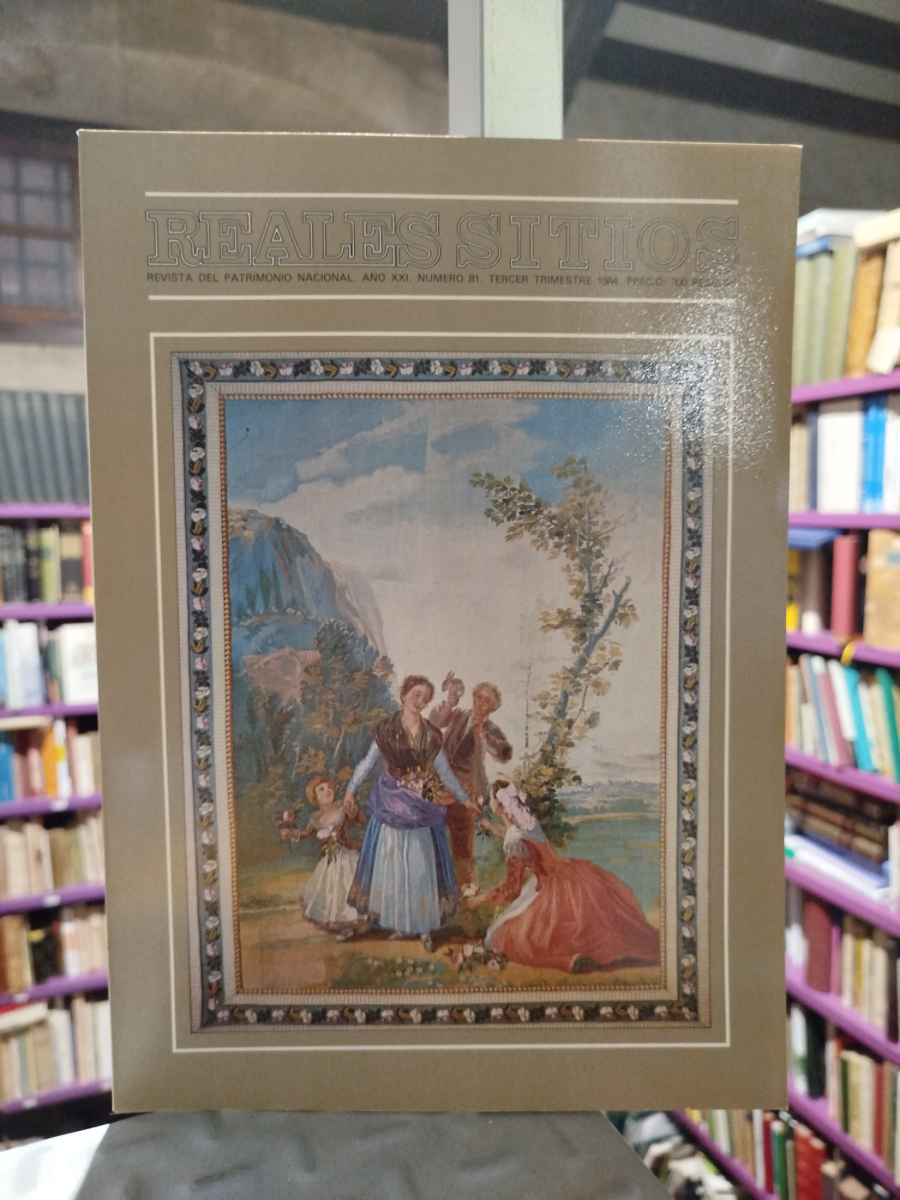 REALES SITIOS
REVISTA DEL PATRIMONIO NACIONAL. AÑO XXI. NUMERO 81. TERCER TRIMESTRE 1984. PRECIO: 300 PESETAS